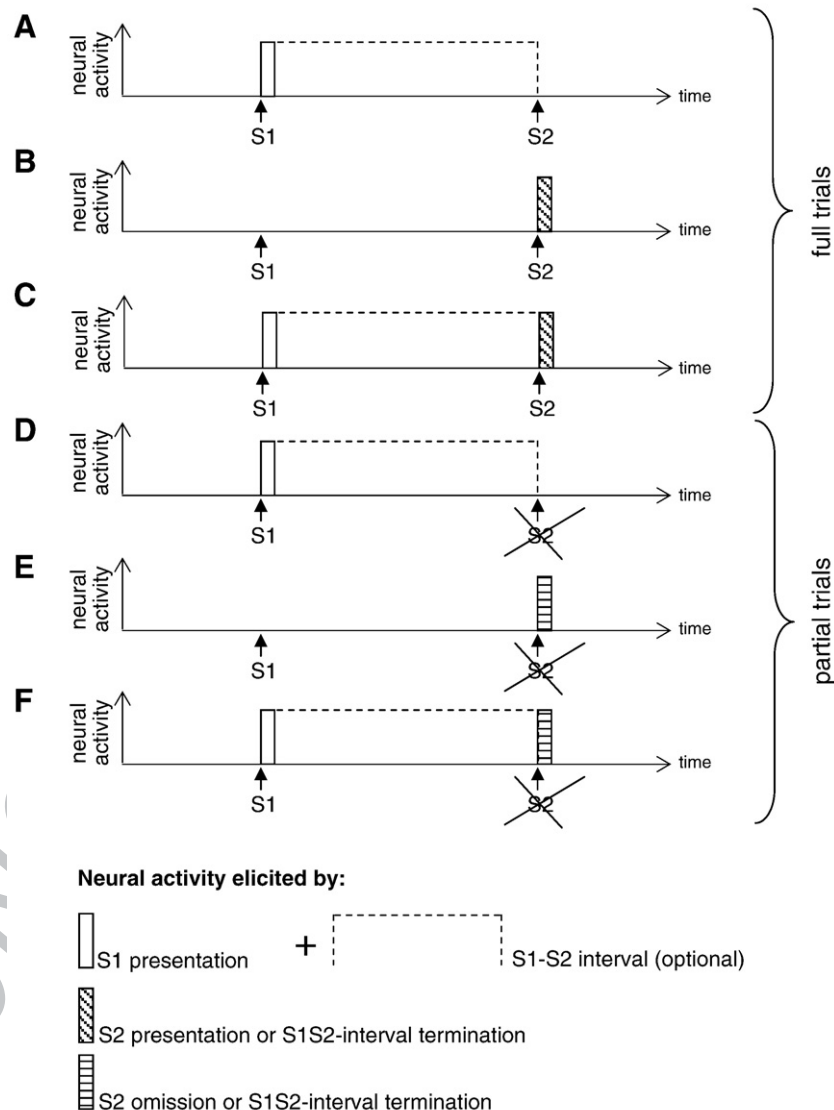 A
neural activity
time
S1
S2
B
neural activity
S1
S2
C
neural activity
time
S1
S2
full trials
D
neural activity
time
S1
S2
E
neural activity
time
S1
S2
F
neural activity
time
S1
S2
partial trials
Neural activity elicited by:
S1 presentation + S1-S2 interval (optional)
S2 presentation or S1S2-interval termination
S2 omission or S1S2-interval termination